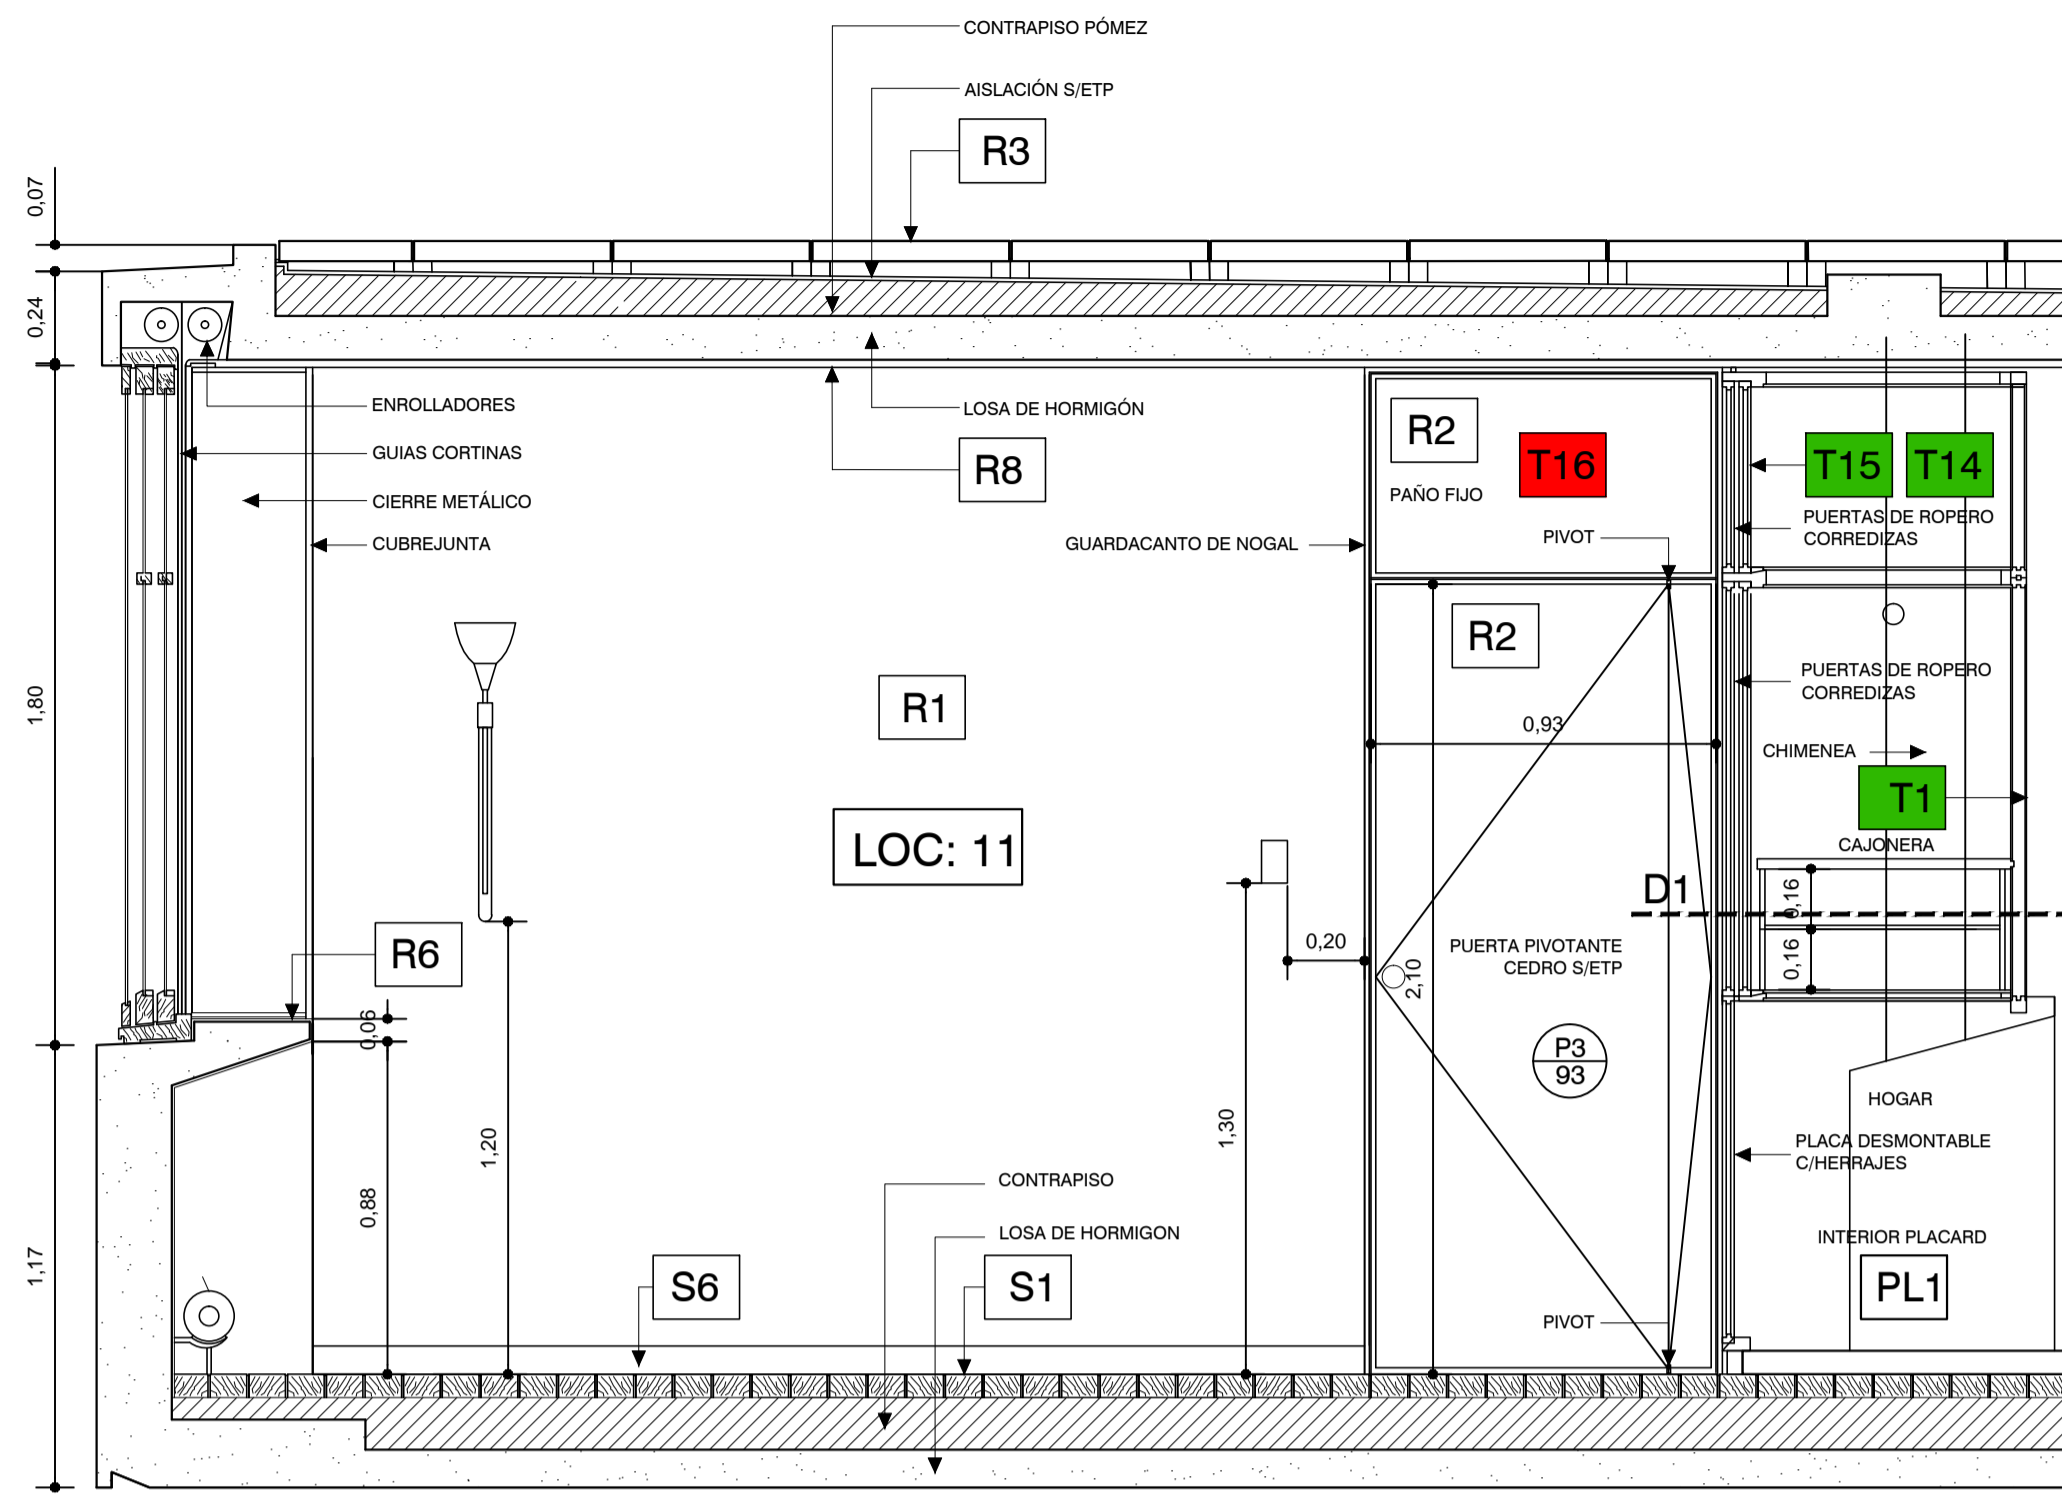 CONTRAPISO PÓMEZ
AISLACIÓN S/ETP
R3
0,07
0,24
ENROLLADORES
LOSA DE HORMIGÓN
GUIAS CORTINAS
R8
CIERRE METÁLICO
CUBREJUNTA
GUARDACANTO DE NOGAL
R2
T16
PAÑO FIJO
PIVOT
T15
T14
PUERTAS DE ROPERO
CORREDIZAS
R2
R1
1,80
0,93
PUERTAS DE ROPERO
CORREDIZAS
CHIMENEA
T1
CAJONERA
LOC: 11
D1
0,16
0,16
R6
0,20
PUERTA PIVOTANTE
CEDRO S/ETP
2,10
0,06
P3
93
HOGAR
1,20
1,30
0,88
PLACA DESMONTABLE
C/HERRAJES
CONTRAPISO
LOSA DE HORMIGON
INTERIOR PLACARD
1,17
S6
S1
PL1
PIVOT